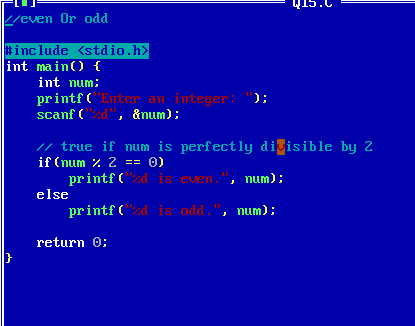 [■] Q15.C
//even Or odd
#include <stdio.h>
int main() {
int num;
printf("Enter an integer: ");
scanf("%d", &num);
// true if num is perfectly divisible by 2
if(num % 2 == 0)
printf("%d is even.", num);
else
printf("%d is odd.", num);
return 0;
}